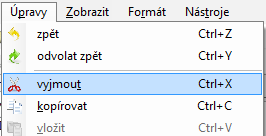 Úpravy Zobrazit Formát Nástroje
zpět Ctrl+Z
odvolat zpět Ctrl+Y
vyjmout Ctrl+X
kopírovat Ctrl+C
vložit Ctrl+V